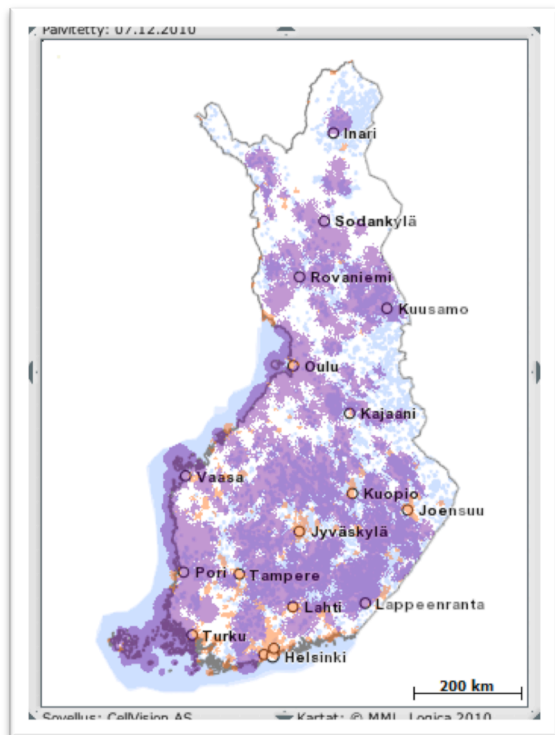 Päivitetty: 07.12.2010
Inari
Sodankylä
Rovaniemi
Kuusamo
Oulu
Kajaani
Vaasa
Kuopio
Joensuu
Jyväskylä
Pori
Tampere
Lahti
Lappeenranta
Turku
Helsinki
200 km
Sovellus: CellVision AS
Kartat: © MML, Logica 2010